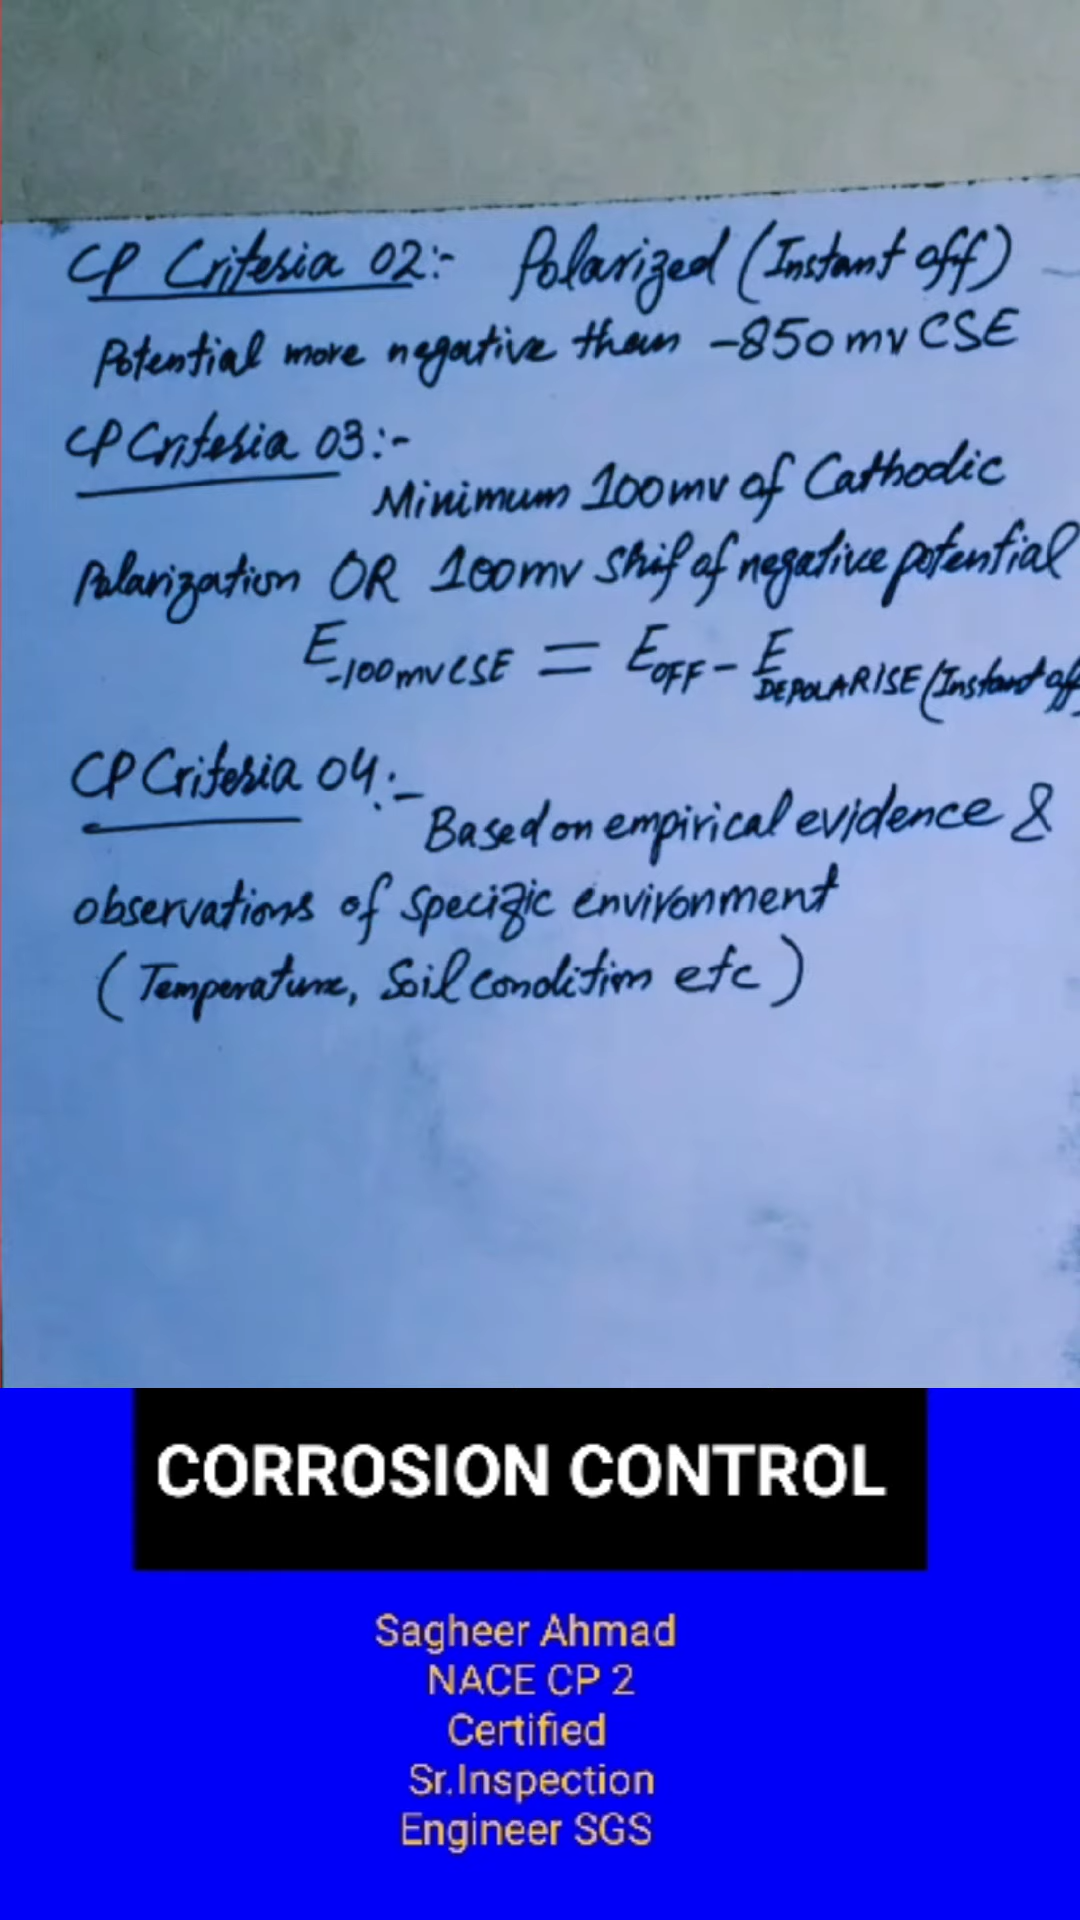 CP Criteria 02:- Polarized (Instant off)
Potential more negative than -850 mv CSE
CP Criteria 03:-
Minimum 100mv of Cathodic
Polarization OR 100mv Shif of negative potential
E-100mvCSE = EOFF - EDEPOLARISE (Instant off)
CP Criteria 04:-
Based on empirical evidence &
observations of Specific environment
(Temperature, Soil condition etc)
CORROSION CONTROL
Sagheer Ahmad
NACE CP 2
Certified
Sr.Inspection
Engineer SGS